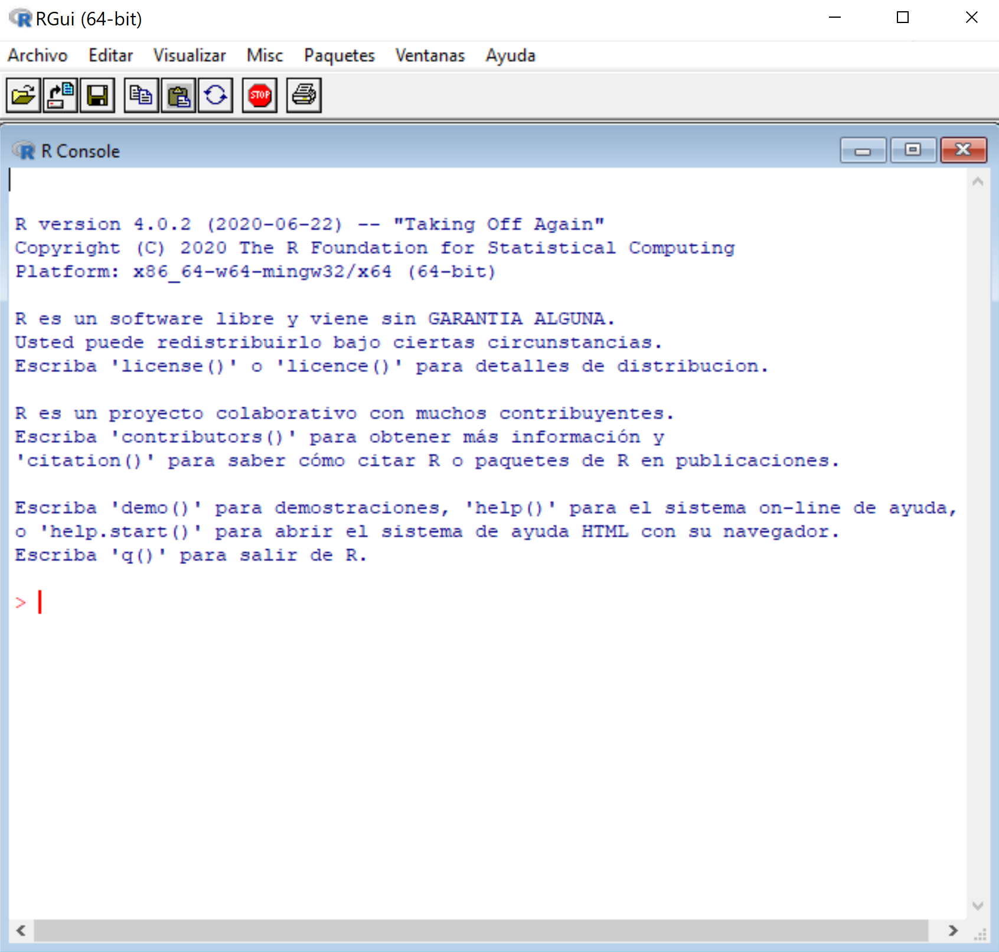 RGui (64-bit)
Archivo Editar Visualizar Misc Paquetes Ventanas Ayuda
STOP
R Console
R version 4.0.2 (2020-06-22) -- "Taking Off Again"
Copyright (C) 2020 The R Foundation for Statistical Computing
Platform: x86_64-w64-mingw32/x64 (64-bit)
R es un software libre y viene sin GARANTIA ALGUNA.
Usted puede redistribuirlo bajo ciertas circunstancias.
Escriba 'license()' o 'licence()' para detalles de distribucion.
R es un proyecto colaborativo con muchos contribuyentes.
Escriba 'contributors()' para obtener más información y
'citation()' para saber cómo citar R o paquetes de R en publicaciones.
Escriba 'demo()' para demostraciones, 'help()' para el sistema on-line de ayuda,
o 'help.start()' para abrir el sistema de ayuda HTML con su navegador.
Escriba 'q()' para salir de R.
>